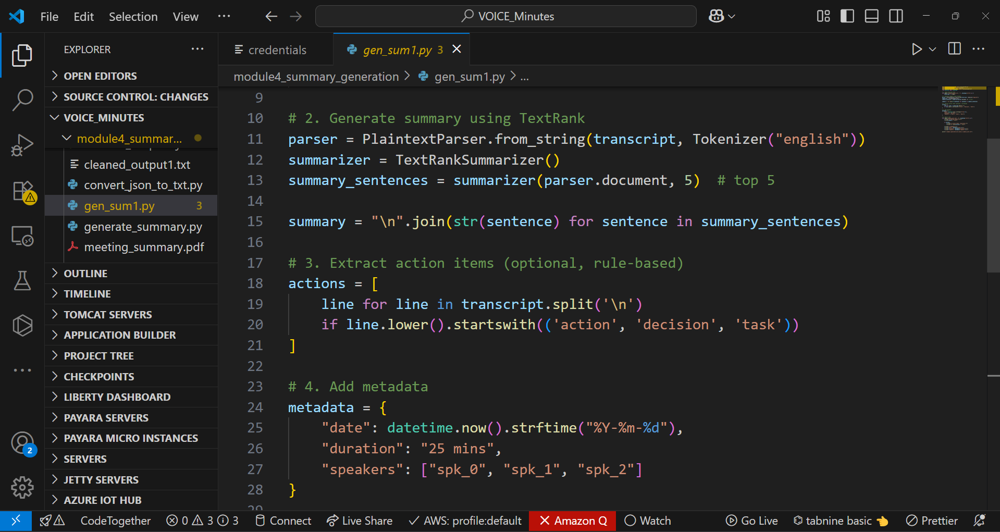 File Edit Selection View ··· VOICE_Minutes
EXPLORER ···
OPEN EDITORS
SOURCE CONTROL: CHANGES
VOICE_MINUTES
module4_summar...
cleaned_output1.txt
convert_json_to_txt.py
gen_sum1.py 3
generate_summary.py
meeting_summary.pdf
OUTLINE
TIMELINE
TOMCAT SERVERS
APPLICATION BUILDER
PROJECT TREE
CHECKPOINTS
LIBERTY DASHBOARD
PAYARA SERVERS
PAYARA MICRO INSTANCES
SERVERS
JETTY SERVERS
AZURE IOT HUB
2
credentials gen_sum1.py 3
module4_summary_generation > gen_sum1.py > ...
9
10 # 2. Generate summary using TextRank
11 parser = PlaintextParser.from_string(transcript, Tokenizer("english"))
12 summarizer = TextRankSummarizer()
13 summary_sentences = summarizer(parser.document, 5)  # top 5
14
15 summary = "\n".join(str(sentence) for sentence in summary_sentences)
16
17 # 3. Extract action items (optional, rule-based)
18 actions = [
19     line for line in transcript.split('\n')
20     if line.lower().startswith(('action', 'decision', 'task'))
21 ]
22
23 # 4. Add metadata
24 metadata = {
25     "date": datetime.now().strftime("%Y-%m-%d"),
26     "duration": "25 mins",
27     "speakers": ["spk_0", "spk_1", "spk_2"]
28 }
29
CodeTogether 0 3 3 Connect Live Share AWS: profile:default Amazon Q Watch Go Live tabnine basic 👈 Prettier